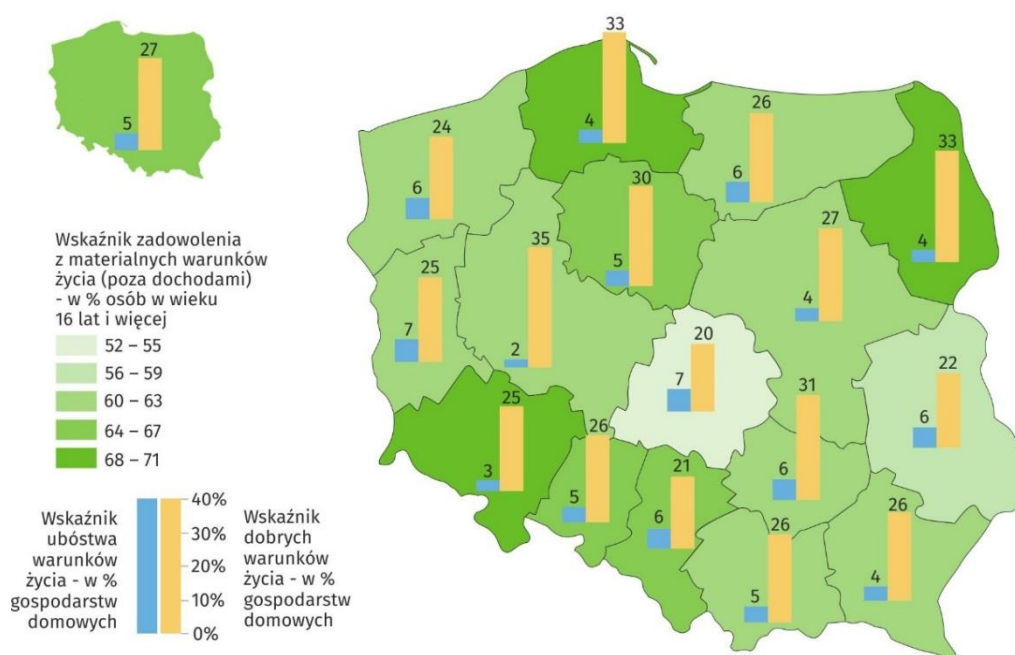 27
5
Wskaźnik zadowolenia
z materialnych warunków
życia (poza dochodami)
- w % osób w wieku
16 lat i więcej
52 – 55
56 – 59
60 – 63
64 – 67
68 – 71
Wskaźnik
ubóstwa
warunków
życia - w %
gospodarstw
domowych
40%
30%
20%
10%
0%
Wskaźnik
dobrych
warunków
życia - w %
gospodarstw
domowych
33
4
24
6
26
6
33
4
30
5
35
2
27
4
25
7
20
7
22
6
31
6
25
3
26
5
21
6
26
5
26
4